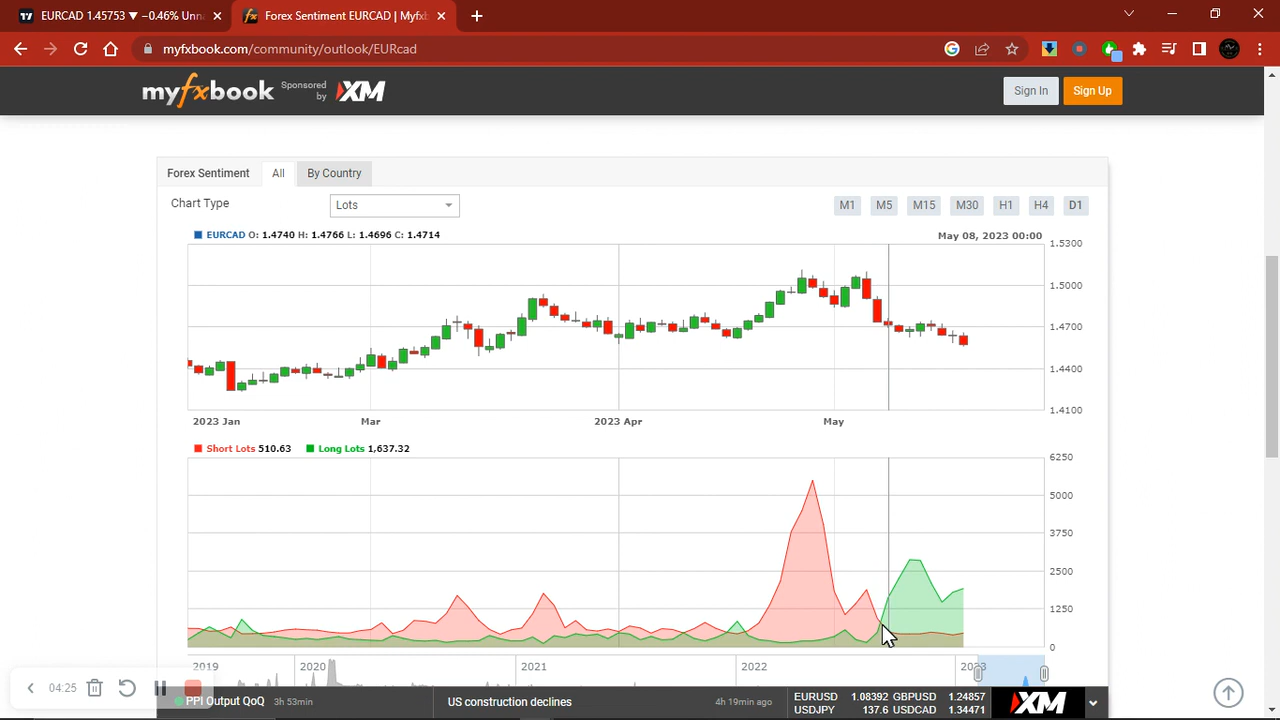 EURCAD 1.45753 ▼ −0.46% Unna
Forex Sentiment EURCAD | Myfxb
myfxbook.com/community/outlook/EURcad
myfxbook Sponsored by XM
Sign In Sign Up
Forex Sentiment All By Country
Chart Type Lots M1 M5 M15 M30 H1 H4 D1
EURCAD O: 1.4740 H: 1.4766 L: 1.4696 C: 1.4714 May 08, 2023 00:00
1.5300
1.5000
1.4700
1.4400
1.4100
2023 Jan Mar 2023 Apr May
Short Lots 510.63 Long Lots 1,637.32
6250
5000
3750
2500
1250
0
2019 2020 2021 2022 2023
04:25
PPI Output QoQ 3h 53min US construction declines 4h 19min ago
EURUSD 1.08392 GBPUSD 1.24857
USDJPY 137.6 USDCAD 1.34471
XM